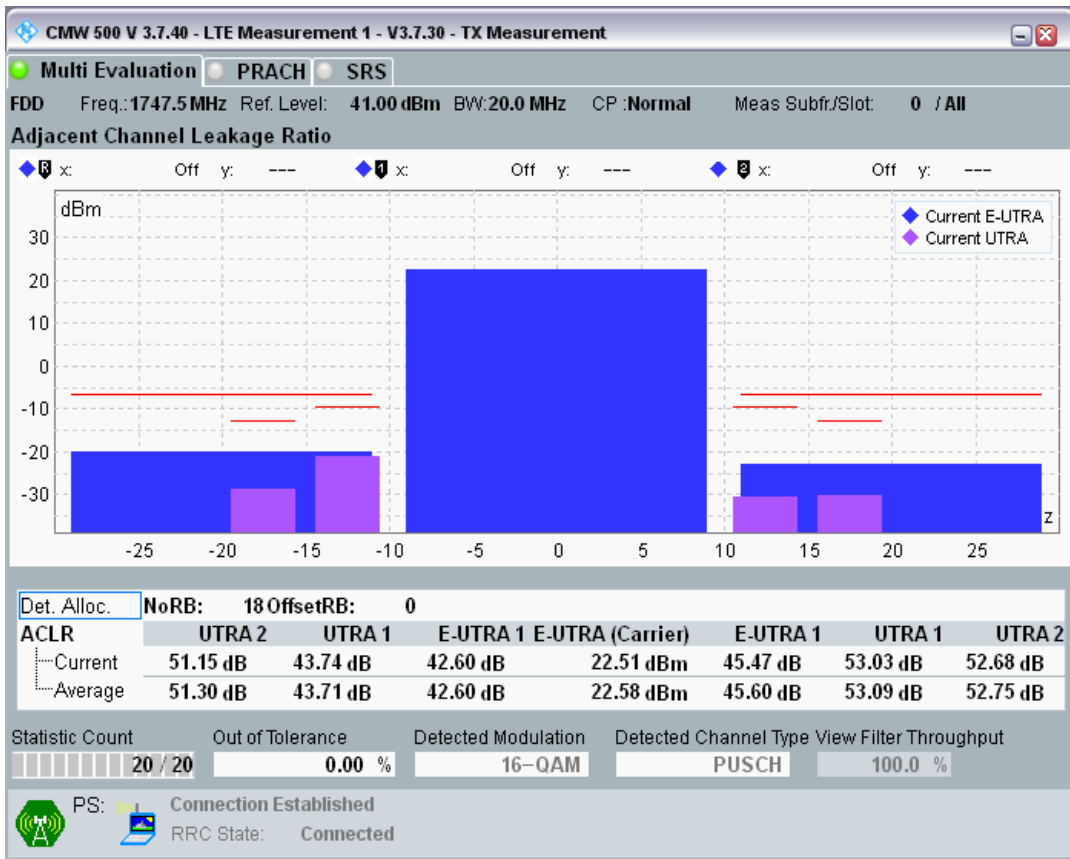 CMW 500 V 3.7.40 - LTE Measurement 1 - V3.7.30 - TX Measurement
Multi Evaluation PRACH SRS
FDD Freq.:1747.5 MHz Ref. Level: 41.00 dBm BW:20.0 MHz CP :Normal Meas Subfr./Slot: 0 / All
Adjacent Channel Leakage Ratio
R x: Off y: --- 1 x: Off y: --- 2 x: Off y: ---
dBm
Current E-UTRA
Current UTRA
30
20
10
0
-10
-20
-30
z
-25 -20 -15 -10 -5 0 5 10 15 20 25
Det. Alloc. NoRB: 18 OffsetRB: 0
ACLR UTRA 2 UTRA 1 E-UTRA 1 E-UTRA (Carrier) E-UTRA 1 UTRA 1 UTRA 2
Current 51.15 dB 43.74 dB 42.60 dB 22.51 dBm 45.47 dB 53.03 dB 52.68 dB
Average 51.30 dB 43.71 dB 42.60 dB 22.58 dBm 45.60 dB 53.09 dB 52.75 dB
Statistic Count Out of Tolerance Detected Modulation Detected Channel Type View Filter Throughput
20 / 20 0.00 % 16-QAM PUSCH 100.0 %
PS: Connection Established
RRC State: Connected